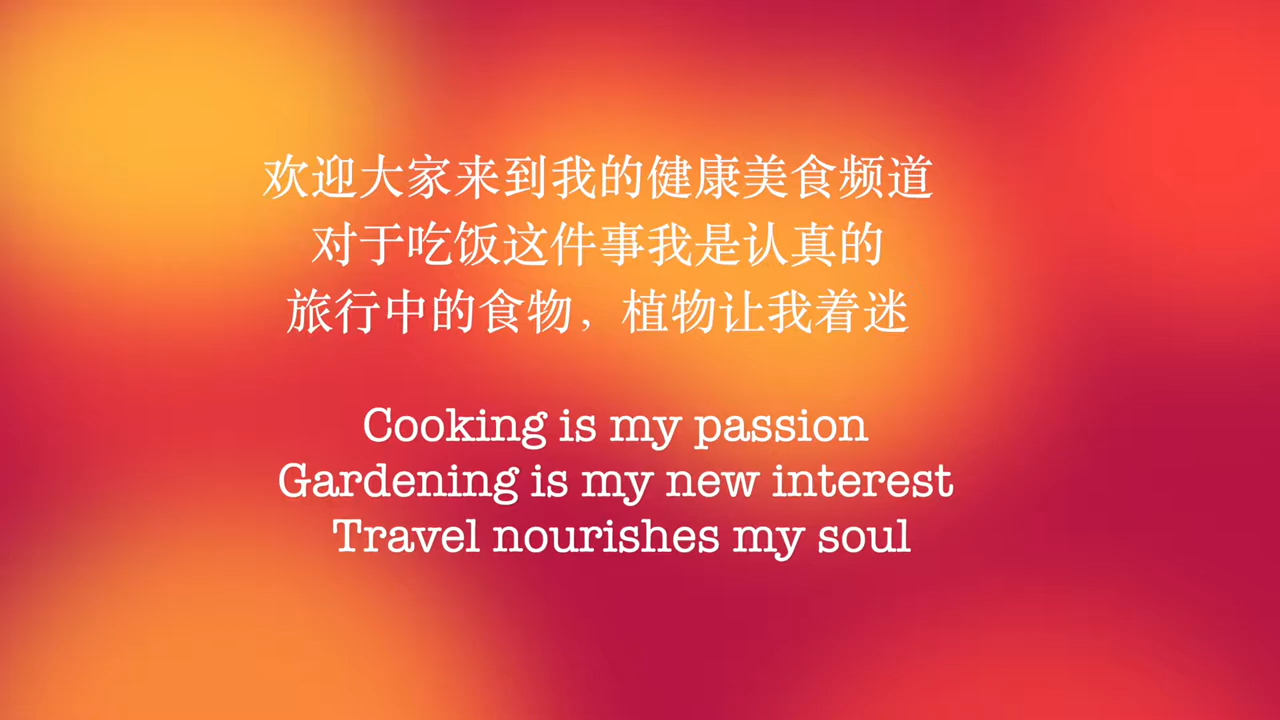 欢迎大家来到我的健康美食频道
对于吃饭这件事我是认真的
旅行中的食物，植物让我着迷
Cooking is my passion
Gardening is my new interest
Travel nourishes my soul